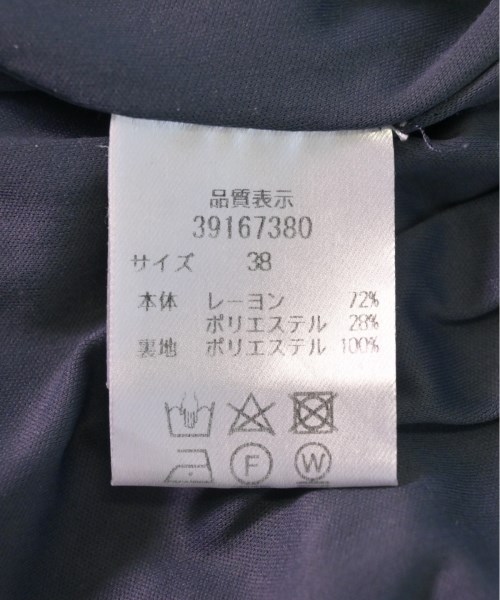 品質表示
39167380
サイズ 38
本体 レーヨン 72%
ポリエステル 28%
裏地 ポリエステル 100%
F W